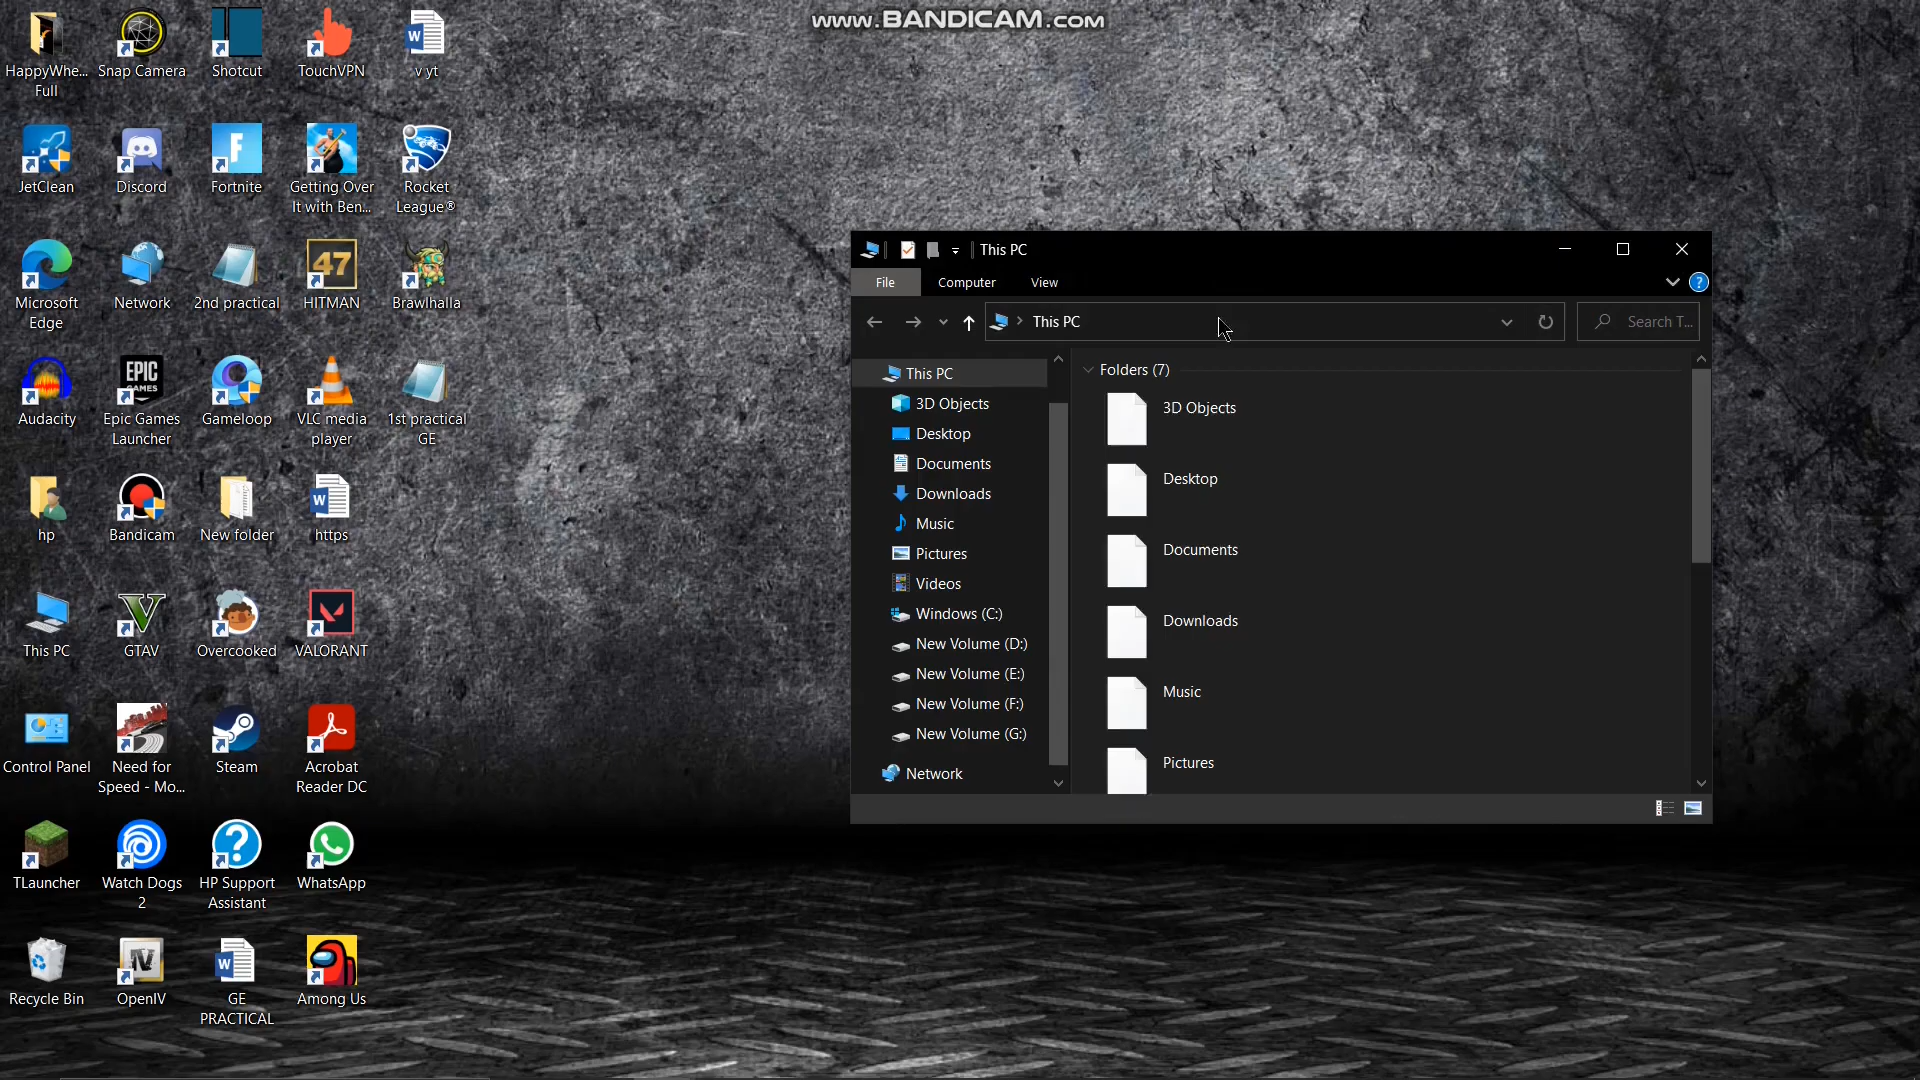 www.BANDICAM.com
HappyWhe...
Full
Snap Camera
Shotcut
TouchVPN
v yt
JetClean
Discord
Fortnite
Getting Over
It with Ben...
Rocket
League®
Microsoft
Edge
Network
2nd practical
47
HITMAN
Brawlhalla
Audacity
EPIC
GAMES
Epic Games
Launcher
Gameloop
VLC media
player
1st practical
GE
hp
Bandicam
New folder
https
This PC
GTAV
Overcooked
VALORANT
Control Panel
Need for
Speed - Mo...
Steam
Acrobat
Reader DC
TLauncher
Watch Dogs
2
HP Support
Assistant
WhatsApp
Recycle Bin
OpenIV
GE
PRACTICAL
Among Us
This PC
File
Computer
View
This PC
Search T...
This PC
3D Objects
Desktop
Documents
Downloads
Music
Pictures
Videos
Windows (C:)
New Volume (D:)
New Volume (E:)
New Volume (F:)
New Volume (G:)
Network
Folders (7)
3D Objects
Desktop
Documents
Downloads
Music
Pictures